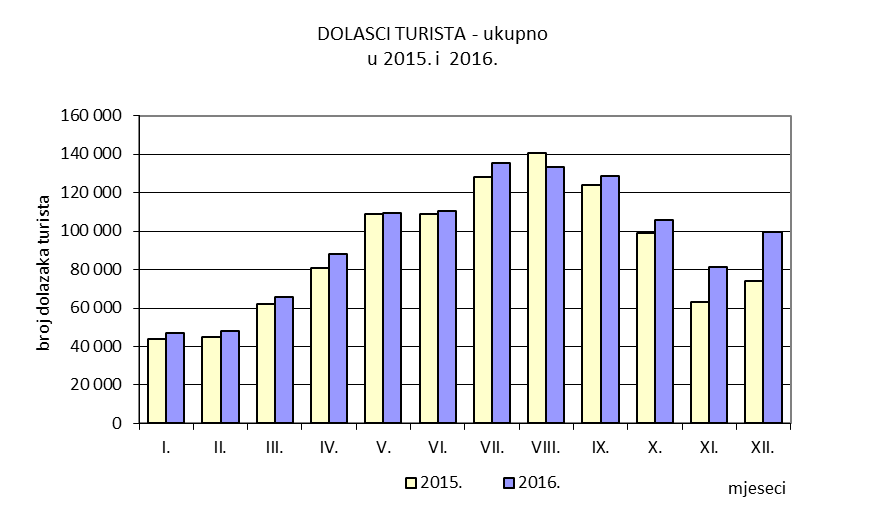 DOLASCI TURISTA - ukupno
u 2015. i  2016.
broj dolazaka turista
160 000
140 000
120 000
100 000
80 000
60 000
40 000
20 000
0
I. II. III. IV. V. VI. VII. VIII. IX. X. XI. XII.
2015. 2016.
mjeseci